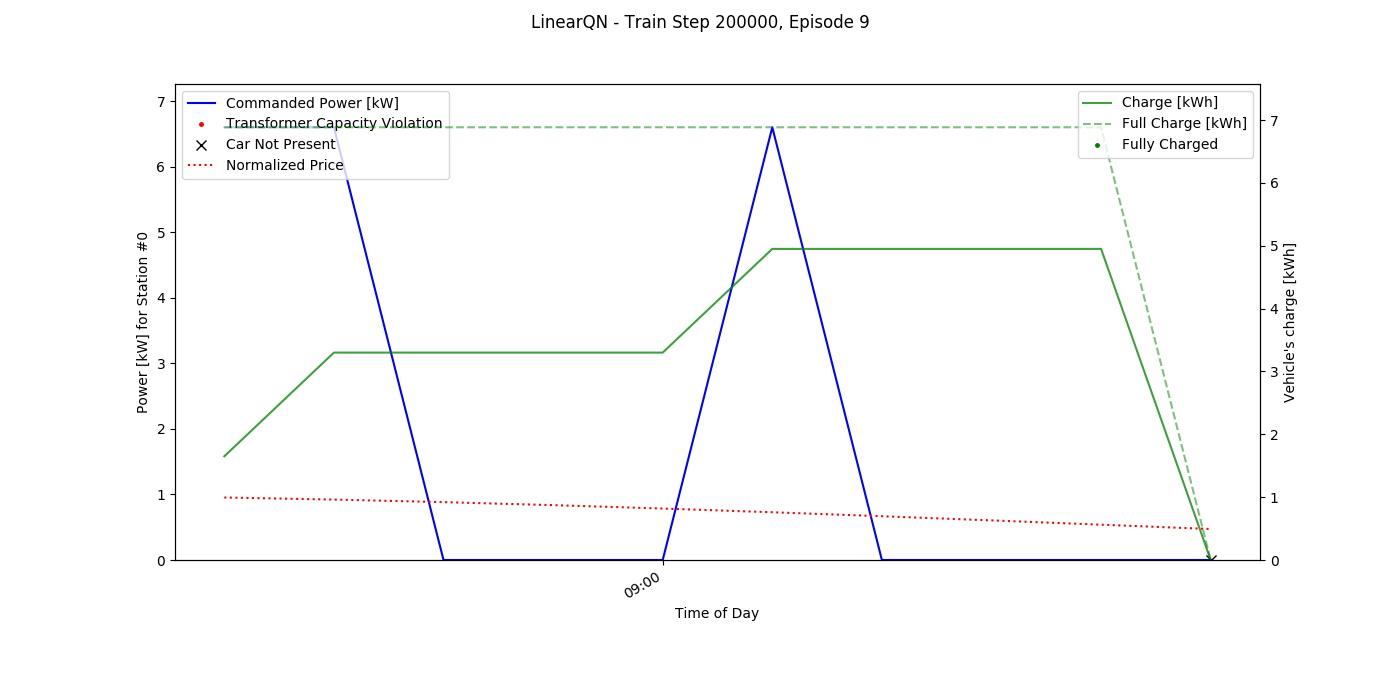 LinearQN - Train Step 200000, Episode 9
Commanded Power [kW]
Transformer Capacity Violation
Car Not Present
Normalized Price
Charge [kWh]
Full Charge [kWh]
Fully Charged
7
6
5
4
3
2
1
0
Power [kW] for Station #0
7
6
5
4
3
2
1
0
Vehicle's charge [kWh]
09:00
Time of Day